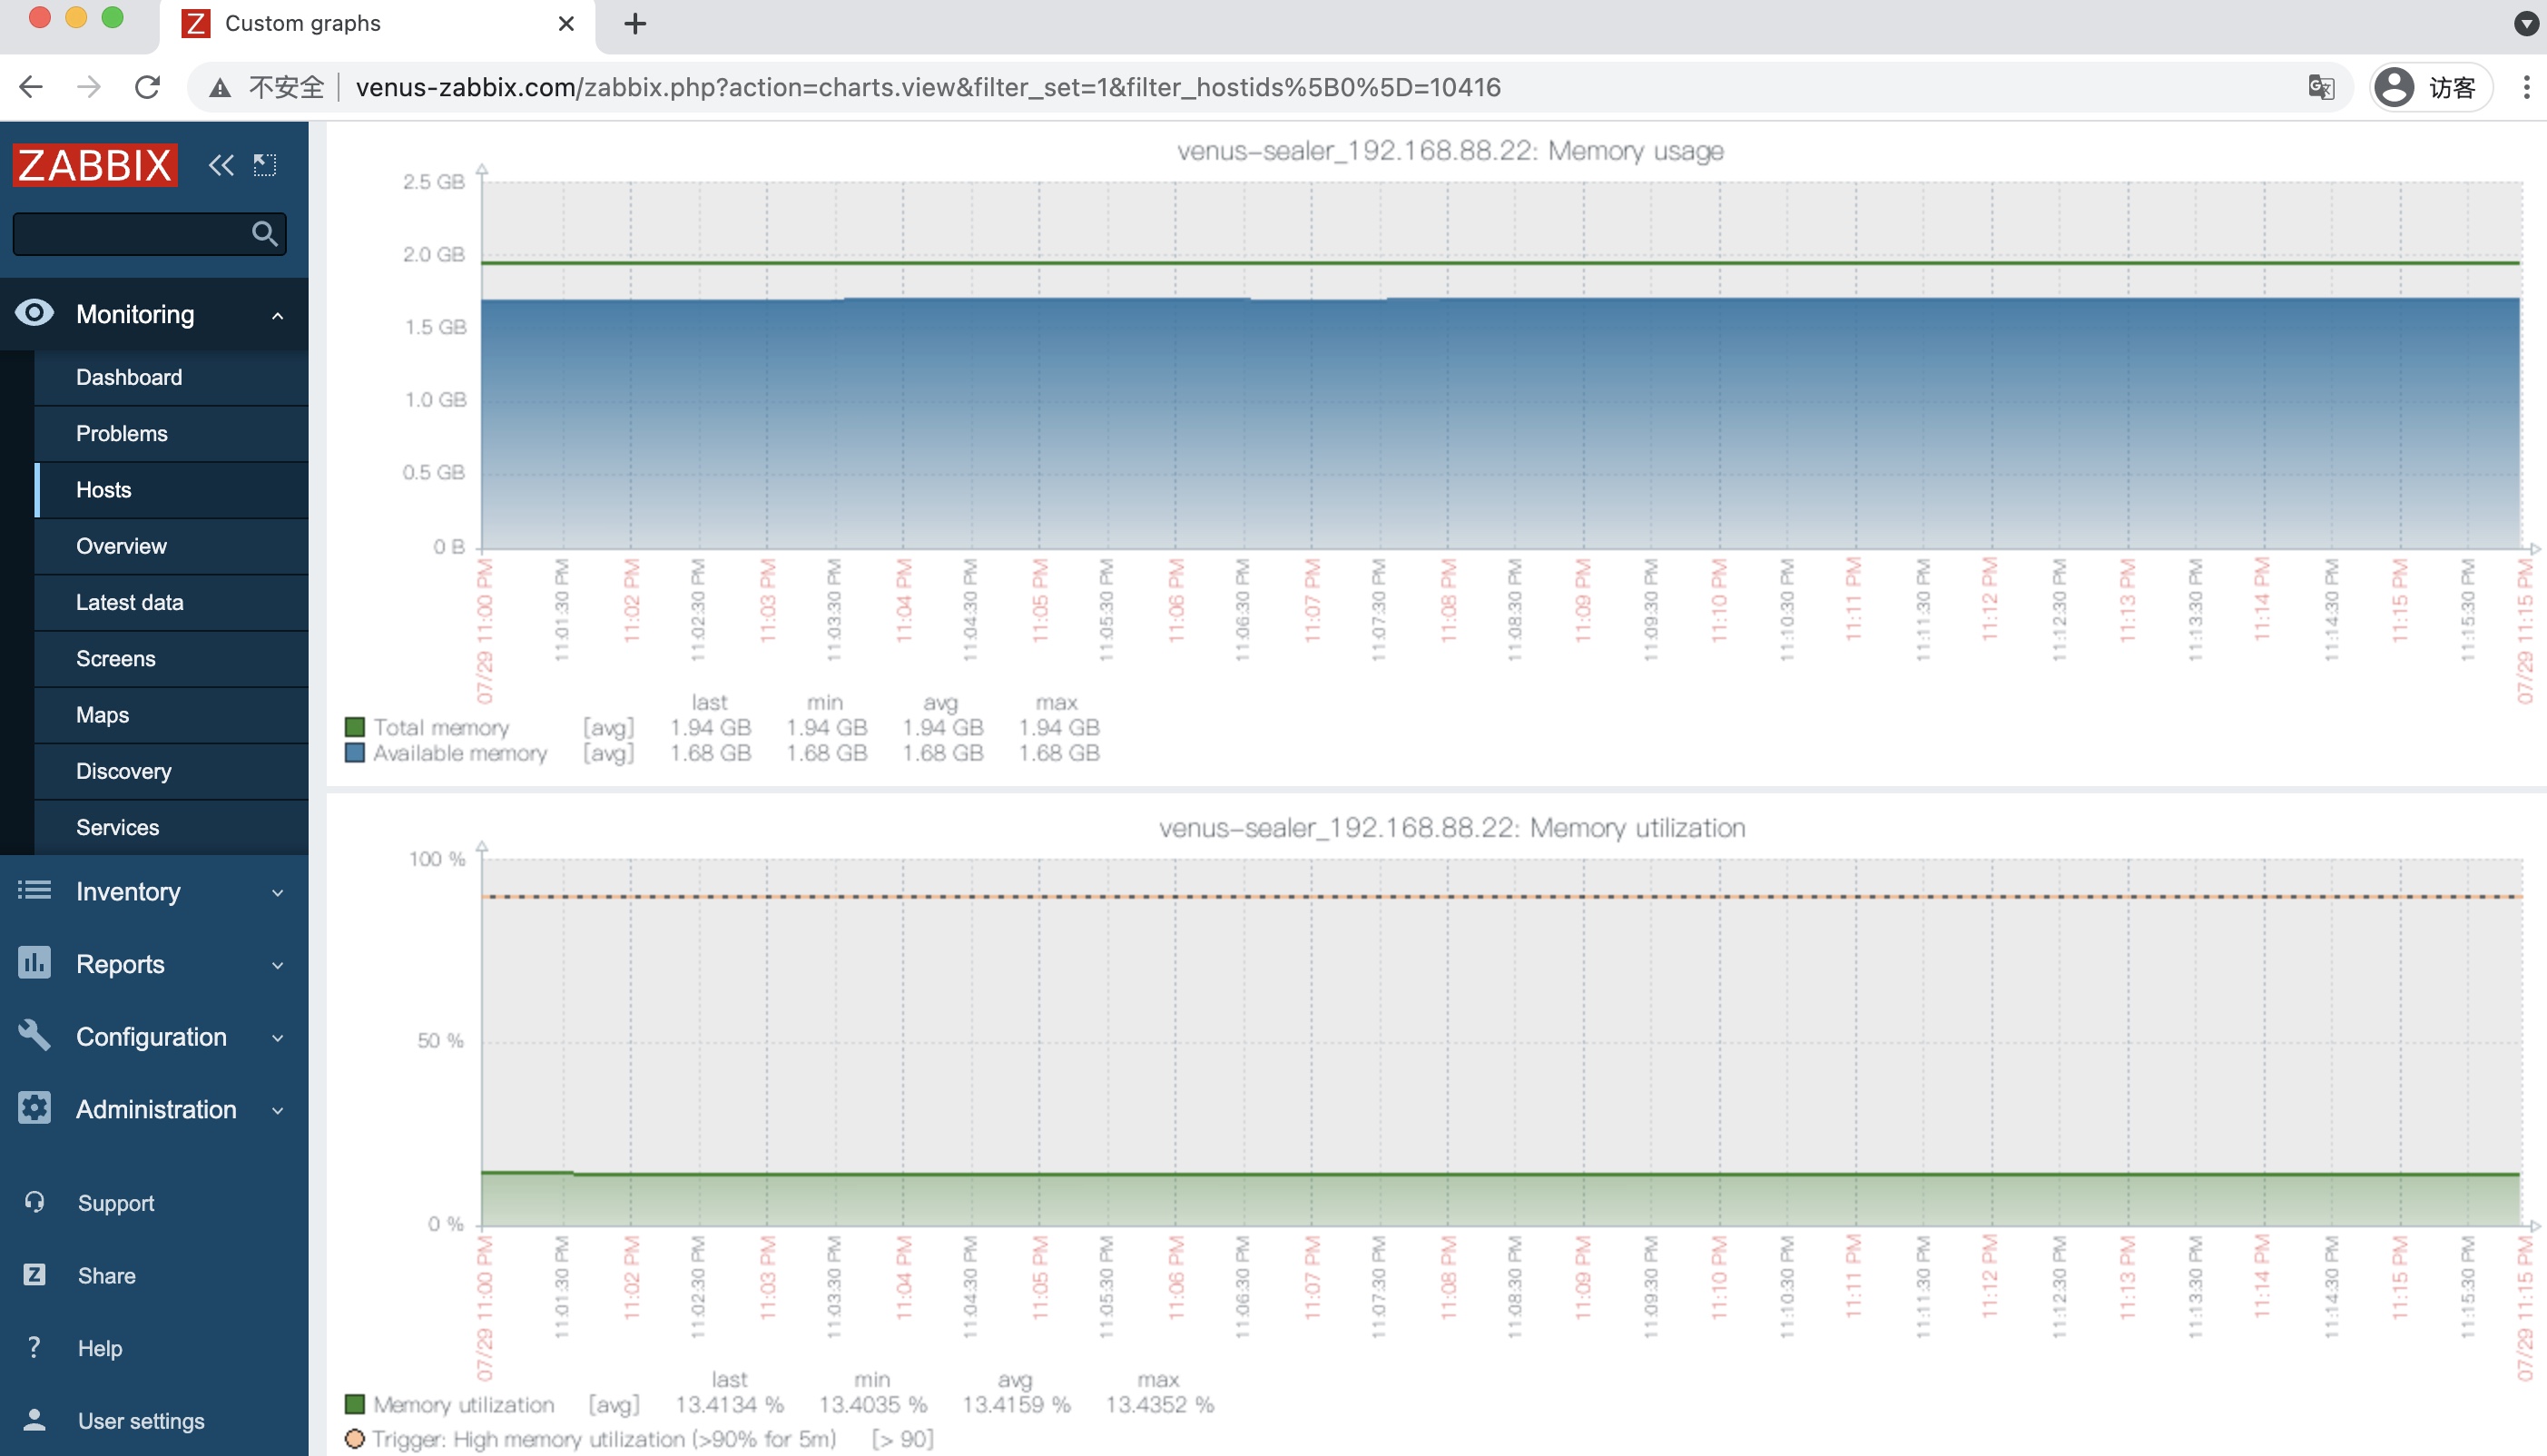 Custom graphs
不安全 venus-zabbix.com/zabbix.php?action=charts.view&filter_set=1&filter_hostids%5B0%5D=10416
访客
ZABBIX
Monitoring
Dashboard
Problems
Hosts
Overview
Latest data
Screens
Maps
Discovery
Services
Inventory
Reports
Configuration
Administration
Support
Share
Help
User settings
venus-sealer_192.168.88.22: Memory usage
2.5 GB
2.0 GB
1.5 GB
1.0 GB
0.5 GB
0 B
07/29 11:00 PM
11:01:30 PM
11:02 PM
11:02:30 PM
11:03 PM
11:03:30 PM
11:04 PM
11:04:30 PM
11:05 PM
11:05:30 PM
11:06 PM
11:06:30 PM
11:07 PM
11:07:30 PM
11:08 PM
11:08:30 PM
11:09 PM
11:09:30 PM
11:10 PM
11:10:30 PM
11:11 PM
11:11:30 PM
11:12 PM
11:12:30 PM
11:13 PM
11:13:30 PM
11:14 PM
11:14:30 PM
11:15 PM
11:15:30 PM
07/29 11:15 PM
last min avg max
Total memory [avg] 1.94 GB 1.94 GB 1.94 GB 1.94 GB
Available memory [avg] 1.68 GB 1.68 GB 1.68 GB 1.68 GB
venus-sealer_192.168.88.22: Memory utilization
100 %
50 %
0 %
07/29 11:00 PM
11:01:30 PM
11:02 PM
11:02:30 PM
11:03 PM
11:03:30 PM
11:04 PM
11:04:30 PM
11:05 PM
11:05:30 PM
11:06 PM
11:06:30 PM
11:07 PM
11:07:30 PM
11:08 PM
11:08:30 PM
11:09 PM
11:09:30 PM
11:10 PM
11:10:30 PM
11:11 PM
11:11:30 PM
11:12 PM
11:12:30 PM
11:13 PM
11:13:30 PM
11:14 PM
11:14:30 PM
11:15 PM
11:15:30 PM
07/29 11:15 PM
last min avg max
Memory utilization [avg] 13.4134 % 13.4035 % 13.4159 % 13.4352 %
Trigger: High memory utilization (>90% for 5m) [> 90]